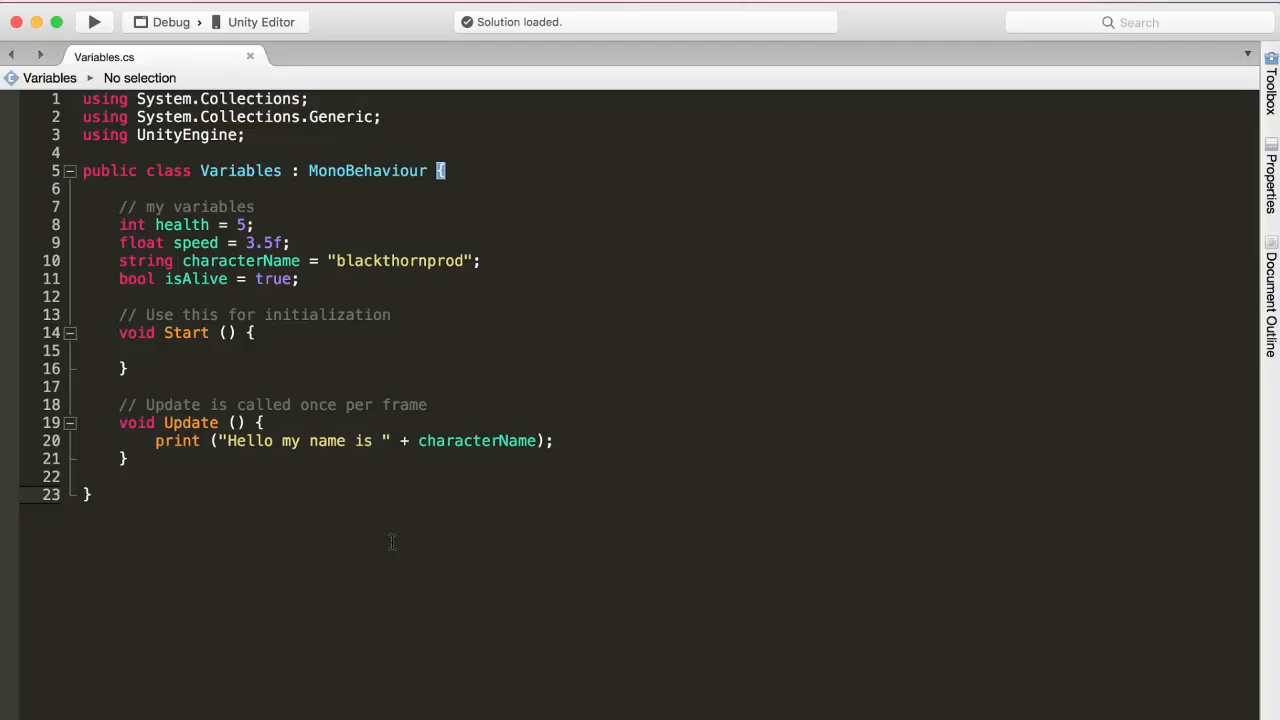 Debug > Unity Editor
Solution loaded.
Search
Variables.cs
Variables ▸ No selection
1 using System.Collections;
2 using System.Collections.Generic;
3 using UnityEngine;
4
5 public class Variables : MonoBehaviour {
6
7 // my variables
8 int health = 5;
9 float speed = 3.5f;
10 string characterName = "blackthornprod";
11 bool isAlive = true;
12
13 // Use this for initialization
14 void Start () {
15
16 }
17
18 // Update is called once per frame
19 void Update () {
20 print ("Hello my name is " + characterName);
21 }
22
23 }
Toolbox
Properties
Document Outline